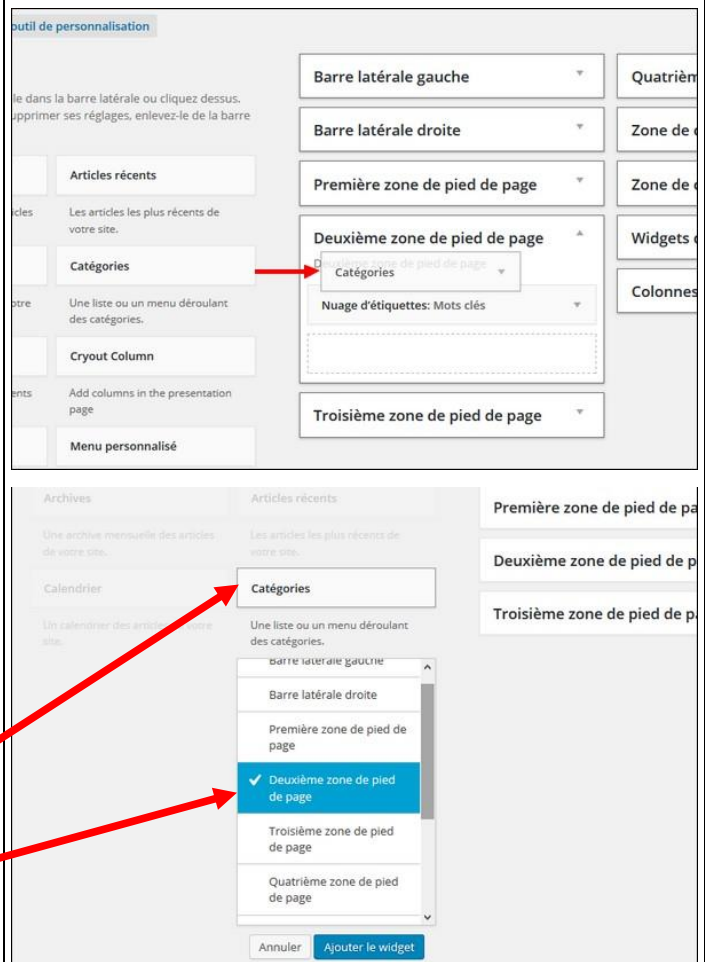 outil de personnalisation
le dans la barre latérale ou cliquez dessus.
upprimer ses réglages, enlevez-le de la barre
Articles récents
icles
Les articles les plus récents de
votre site.
Catégories
otre
Une liste ou un menu déroulant
des catégories.
Cryout Column
ents
Add columns in the presentation
page
Menu personnalisé
Barre latérale gauche
Barre latérale droite
Première zone de pied de page
Deuxième zone de pied de page
Deuxième zone de pied de page
Catégories
Nuage d'étiquettes: Mots clés
Troisième zone de pied de page
Quatrièm
Zone de
Zone de
Widgets
Colonnes
Archives
Une archive mensuelle des articles
de votre site.
Calendrier
Un calendrier des articles de votre
site.
Articles récents
Les articles les plus récents de
votre site.
Catégories
Une liste ou un menu déroulant
des catégories.
Barre latérale gauche
Barre latérale droite
Première zone de pied de
page
Deuxième zone de pied
de page
Troisième zone de pied
de page
Quatrième zone de pied
de page
Annuler
Ajouter le widget
Première zone de pied de pa
Deuxième zone de pied de p
Troisième zone de pied de pa